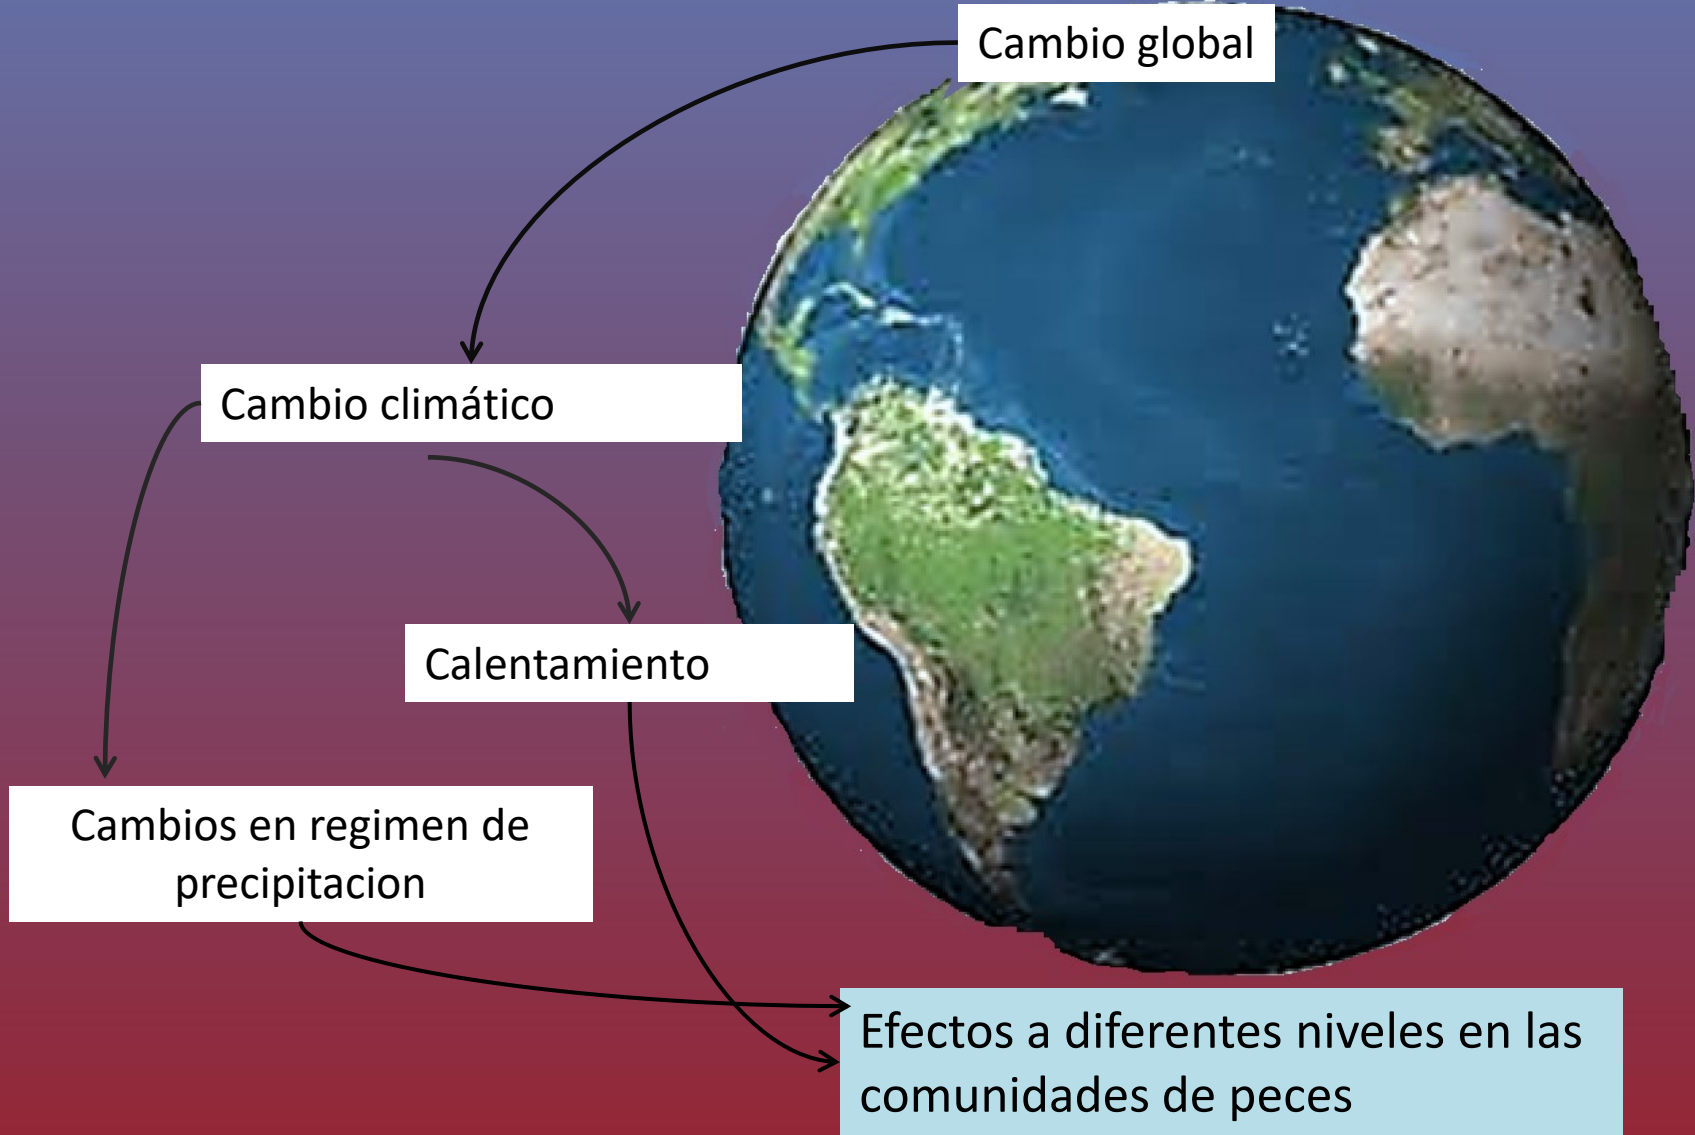 Cambio global
Cambio climático
Calentamiento
Cambios en regimen de
precipitacion
Efectos a diferentes niveles en las
comunidades de peces